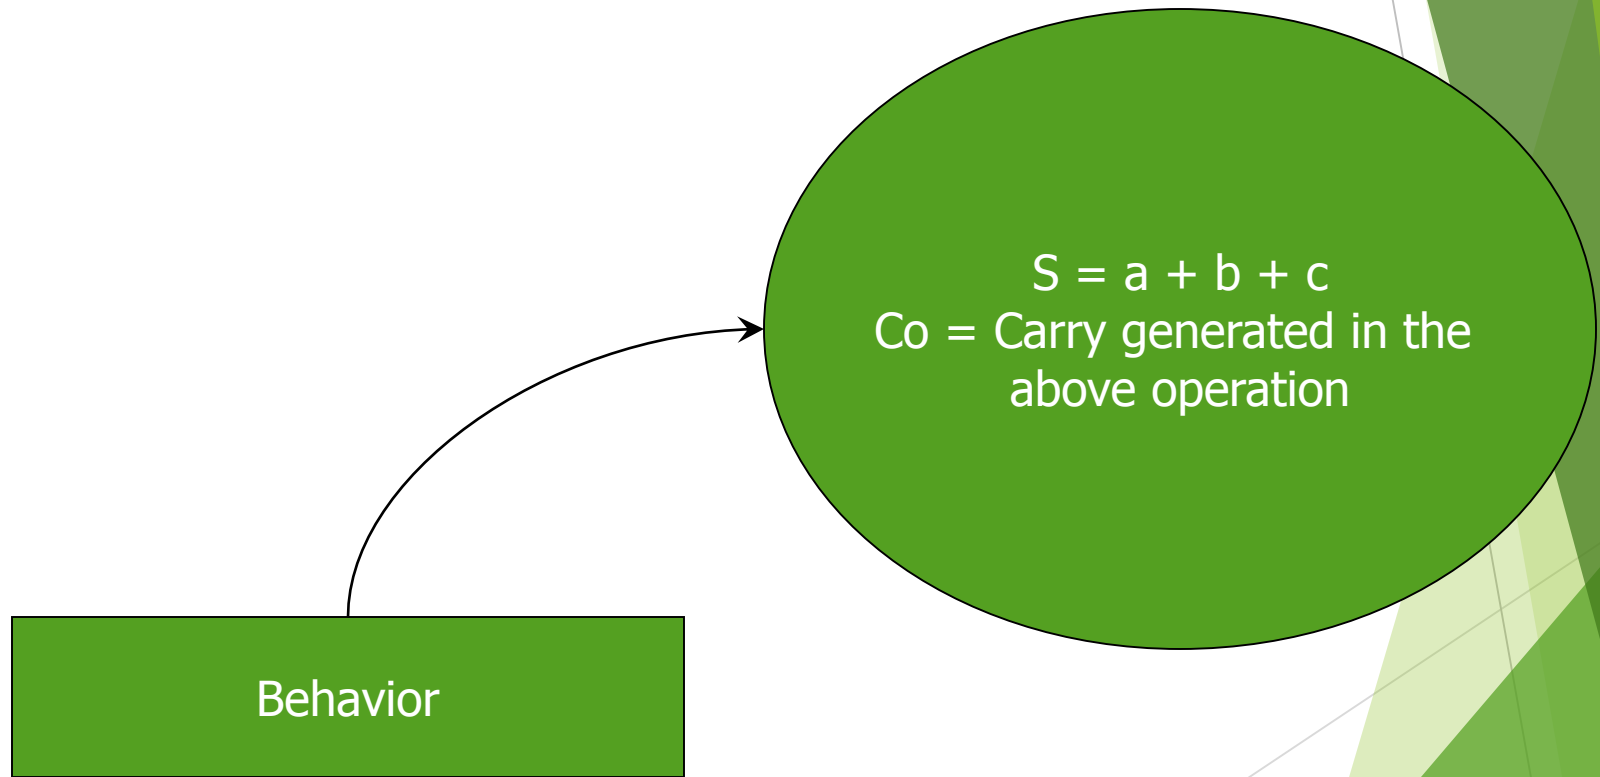 S = a + b + c
Co = Carry generated in the
above operation
Behavior